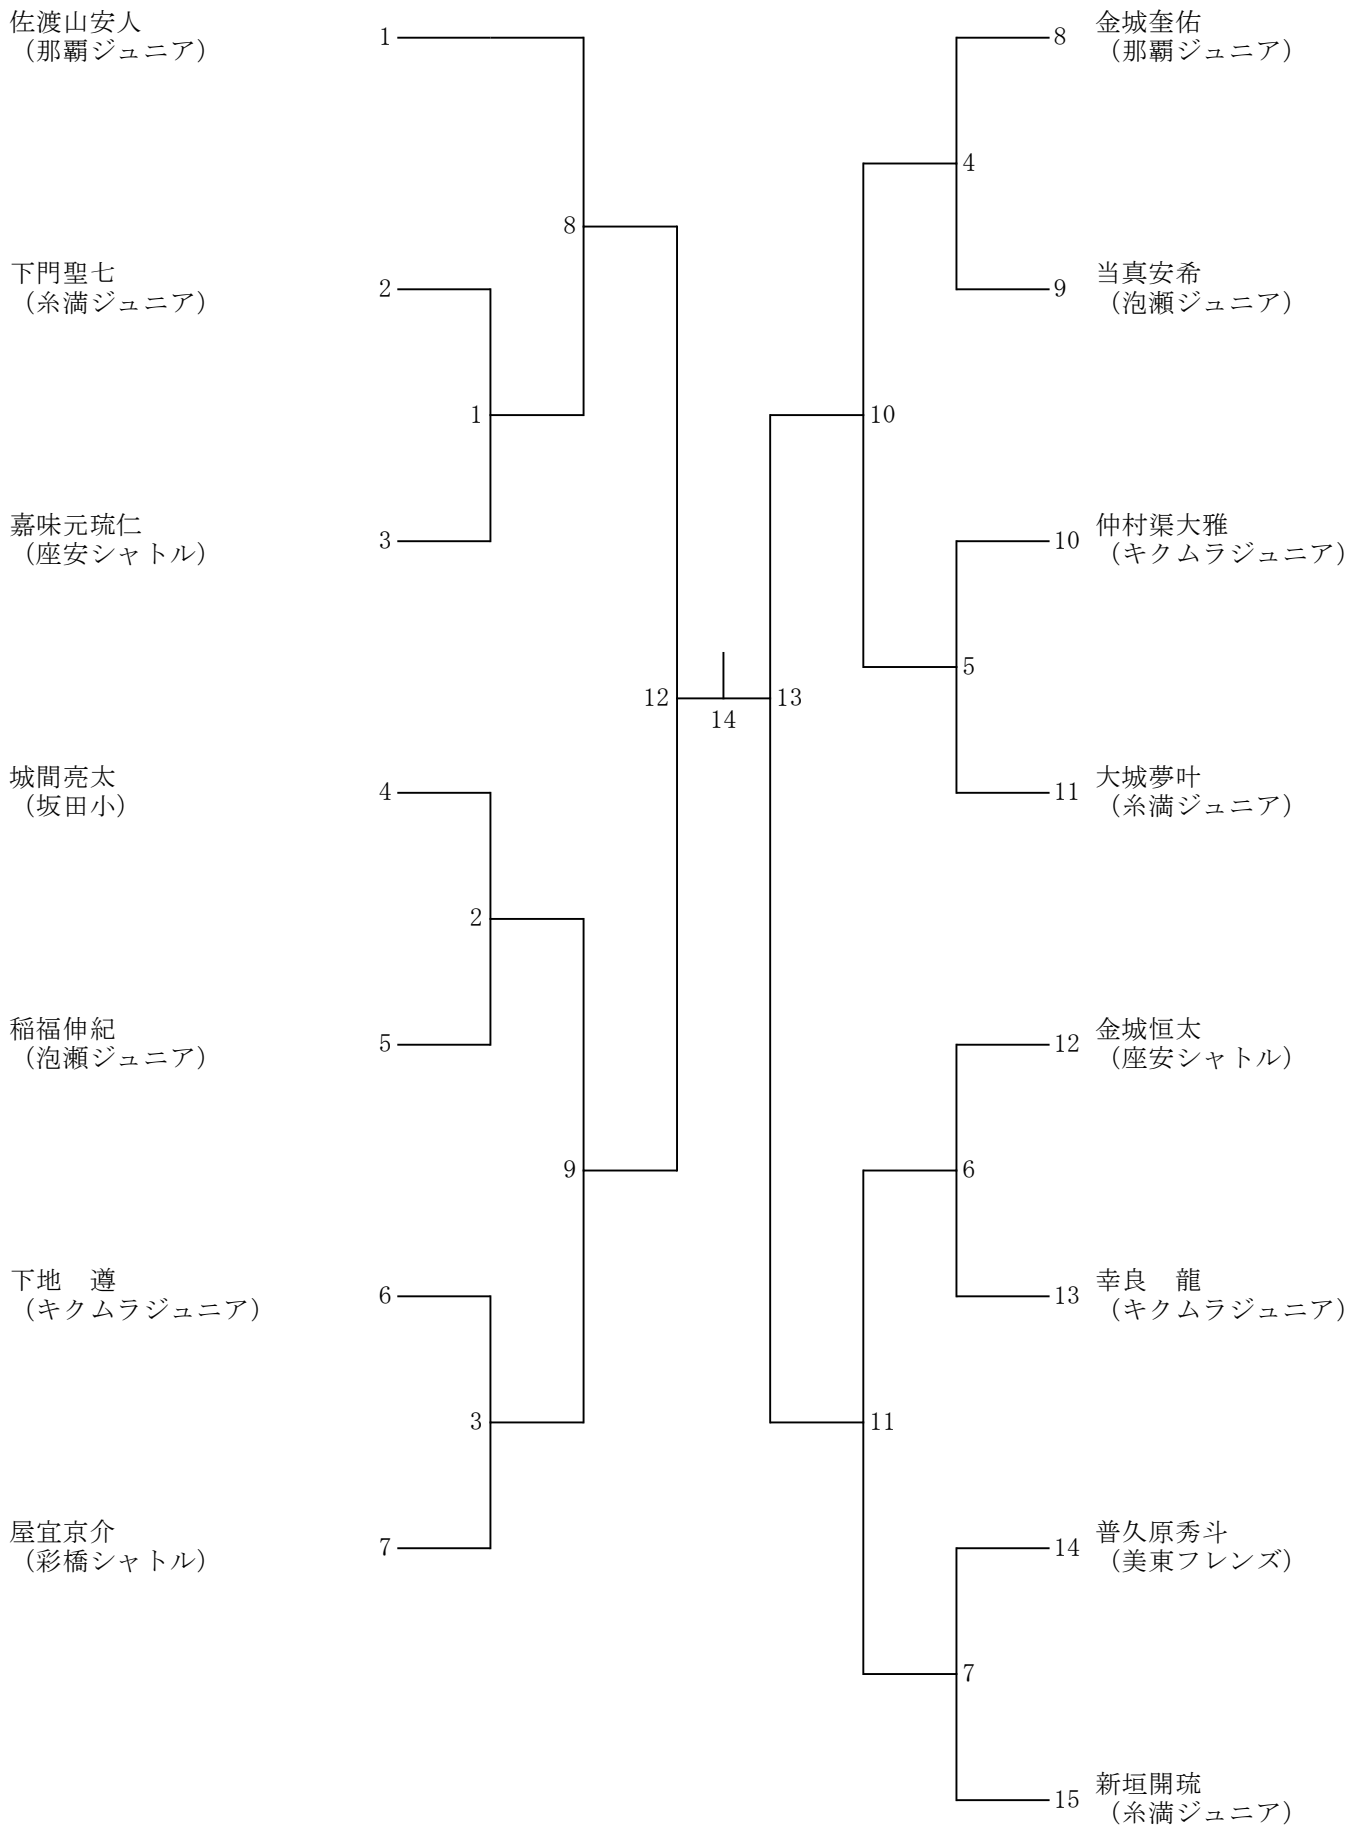 佐渡山安人
（那覇ジュニア）
1
下門聖七
（糸満ジュニア）
2
嘉味元琉仁
（座安シャトル）
3
城間亮太
（坂田小）
4
稲福伸紀
（泡瀬ジュニア）
5
下地　遵
（キクムラジュニア）
6
屋宜京介
（彩橋シャトル）
7
1
2
3
8
9
12
14
13
10
11
4
5
6
7
8
金城奎佑
（那覇ジュニア）
9
当真安希
（泡瀬ジュニア）
10
仲村渠大雅
（キクムラジュニア）
11
大城夢叶
（糸満ジュニア）
12
金城恒太
（座安シャトル）
13
幸良　龍
（キクムラジュニア）
14
普久原秀斗
（美東フレンズ）
15
新垣開琉
（糸満ジュニア）